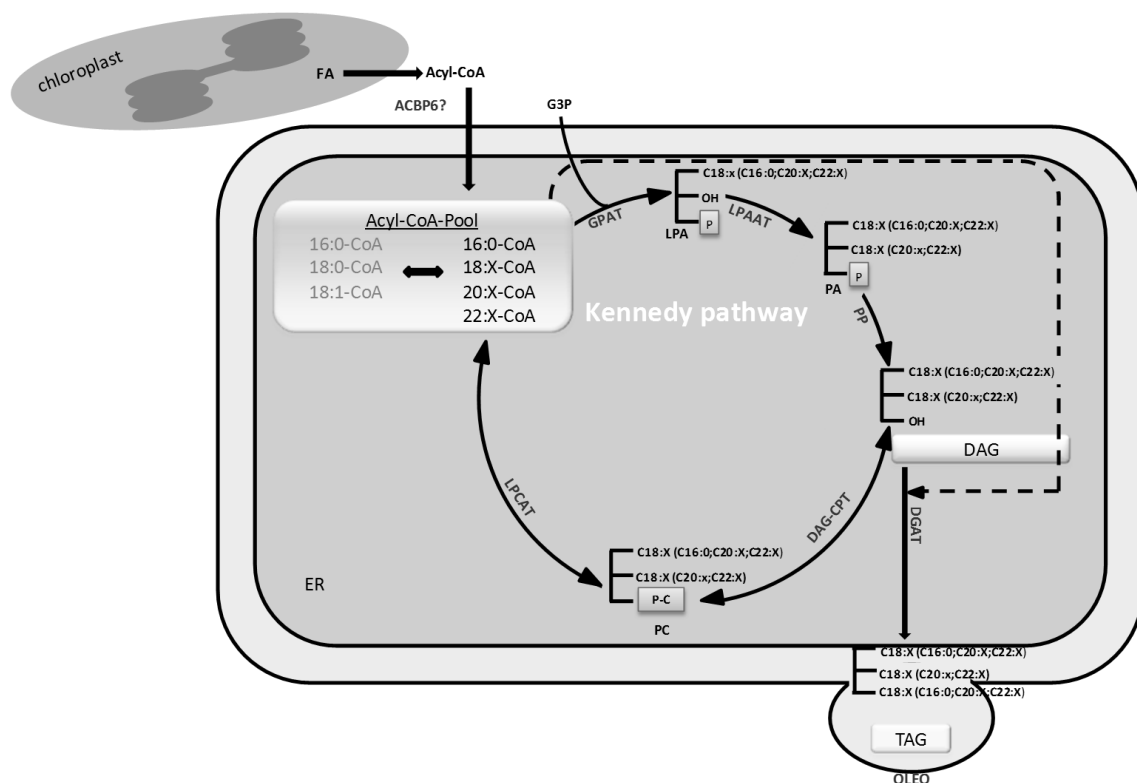 chloroplast
FA
Acyl-CoA
ACBP6?
G3P
Acyl-CoA-Pool
16:0-CoA
18:0-CoA
18:1-CoA
16:0-CoA
18:X-CoA
20:X-CoA
22:X-CoA
GPAT
C18:x (C16:0;C20:X;C22:X)
OH
P
LPA
LPAAT
C18:X (C16:0;C20:X;C22:X)
C18:X (C20:x;C22:X)
P
PA
Kennedy pathway
PP
C18:X (C16:0;C20:X;C22:X)
C18:X (C20:x;C22:X)
OH
DAG
LPCAT
DAG-CPT
DGAT
C18:X (C16:0;C20:X;C22:X)
C18:X (C20:x;C22:X)
P-C
PC
ER
C18:X (C16:0;C20:X;C22:X)
C18:X (C20:x;C22:X)
C18:X (C16:0;C20:X;C22:X)
TAG
OLEO